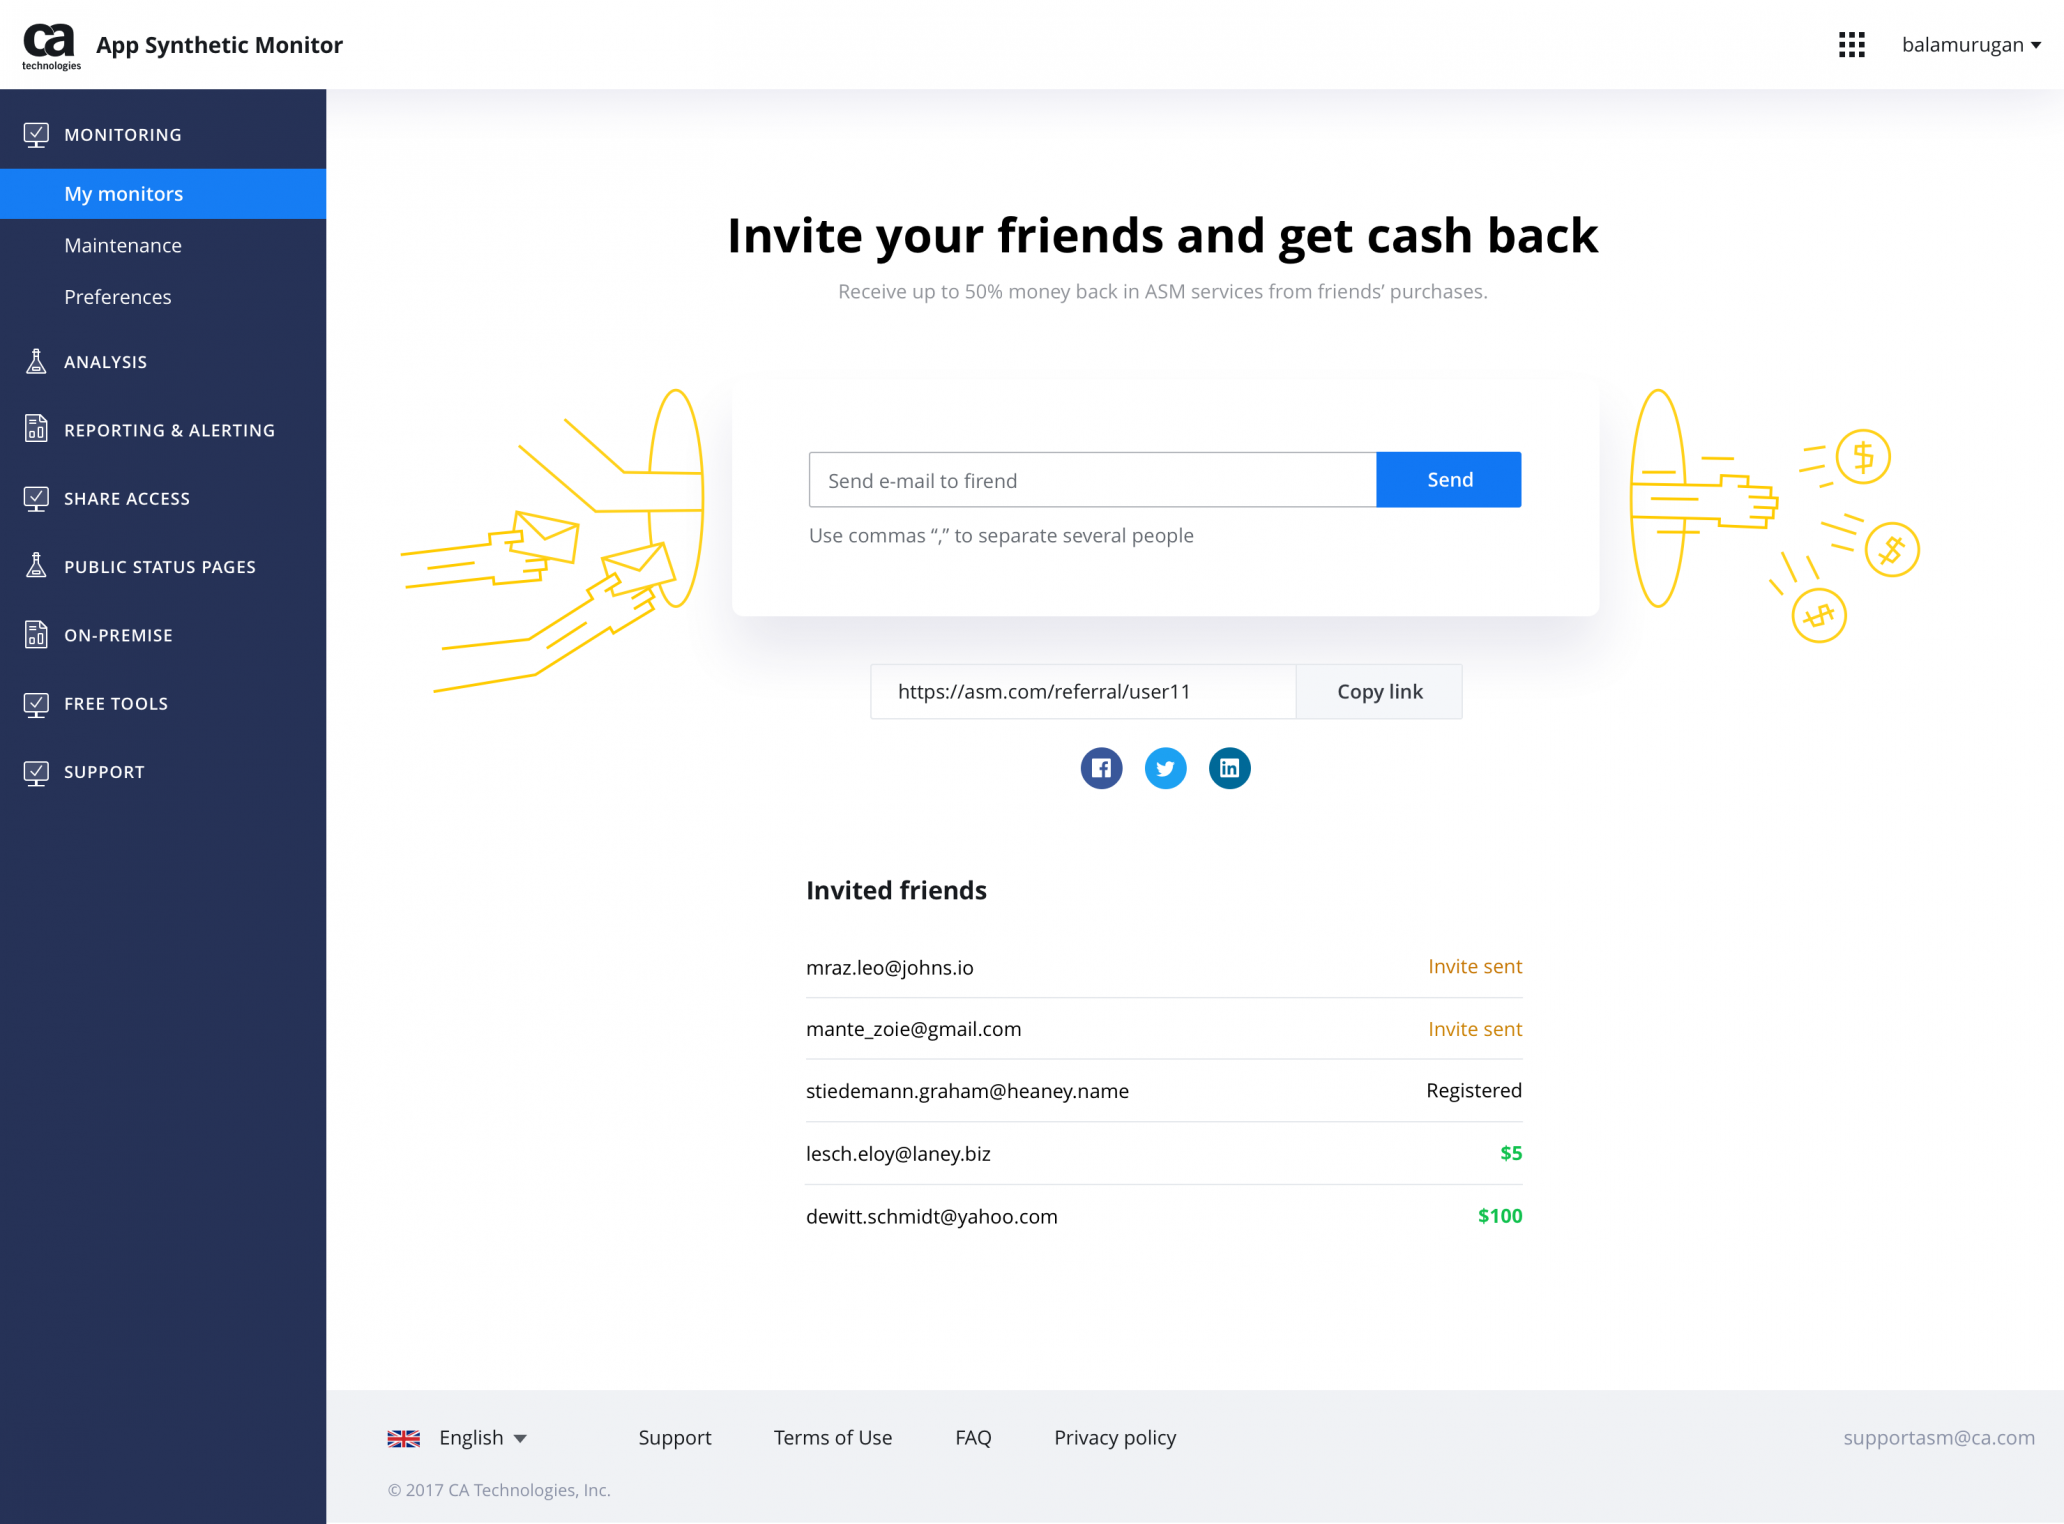 ca
technologies
App Synthetic Monitor
balamurugan
MONITORING
My monitors
Maintenance
Preferences
ANALYSIS
REPORTING & ALERTING
SHARE ACCESS
PUBLIC STATUS PAGES
ON-PREMISE
FREE TOOLS
SUPPORT
Invite your friends and get cash back
Receive up to 50% money back in ASM services from friends’ purchases.
Send e-mail to firend
Send
Use commas “,” to separate several people
$
$
$
https://asm.com/referral/user11
Copy link
f
in
Invited friends
mraz.leo@johns.io Invite sent
mante_zoie@gmail.com Invite sent
stiedemann.graham@heaney.name Registered
lesch.eloy@laney.biz $5
dewitt.schmidt@yahoo.com $100
English Support Terms of Use FAQ Privacy policy supportasm@ca.com
© 2017 CA Technologies, Inc.